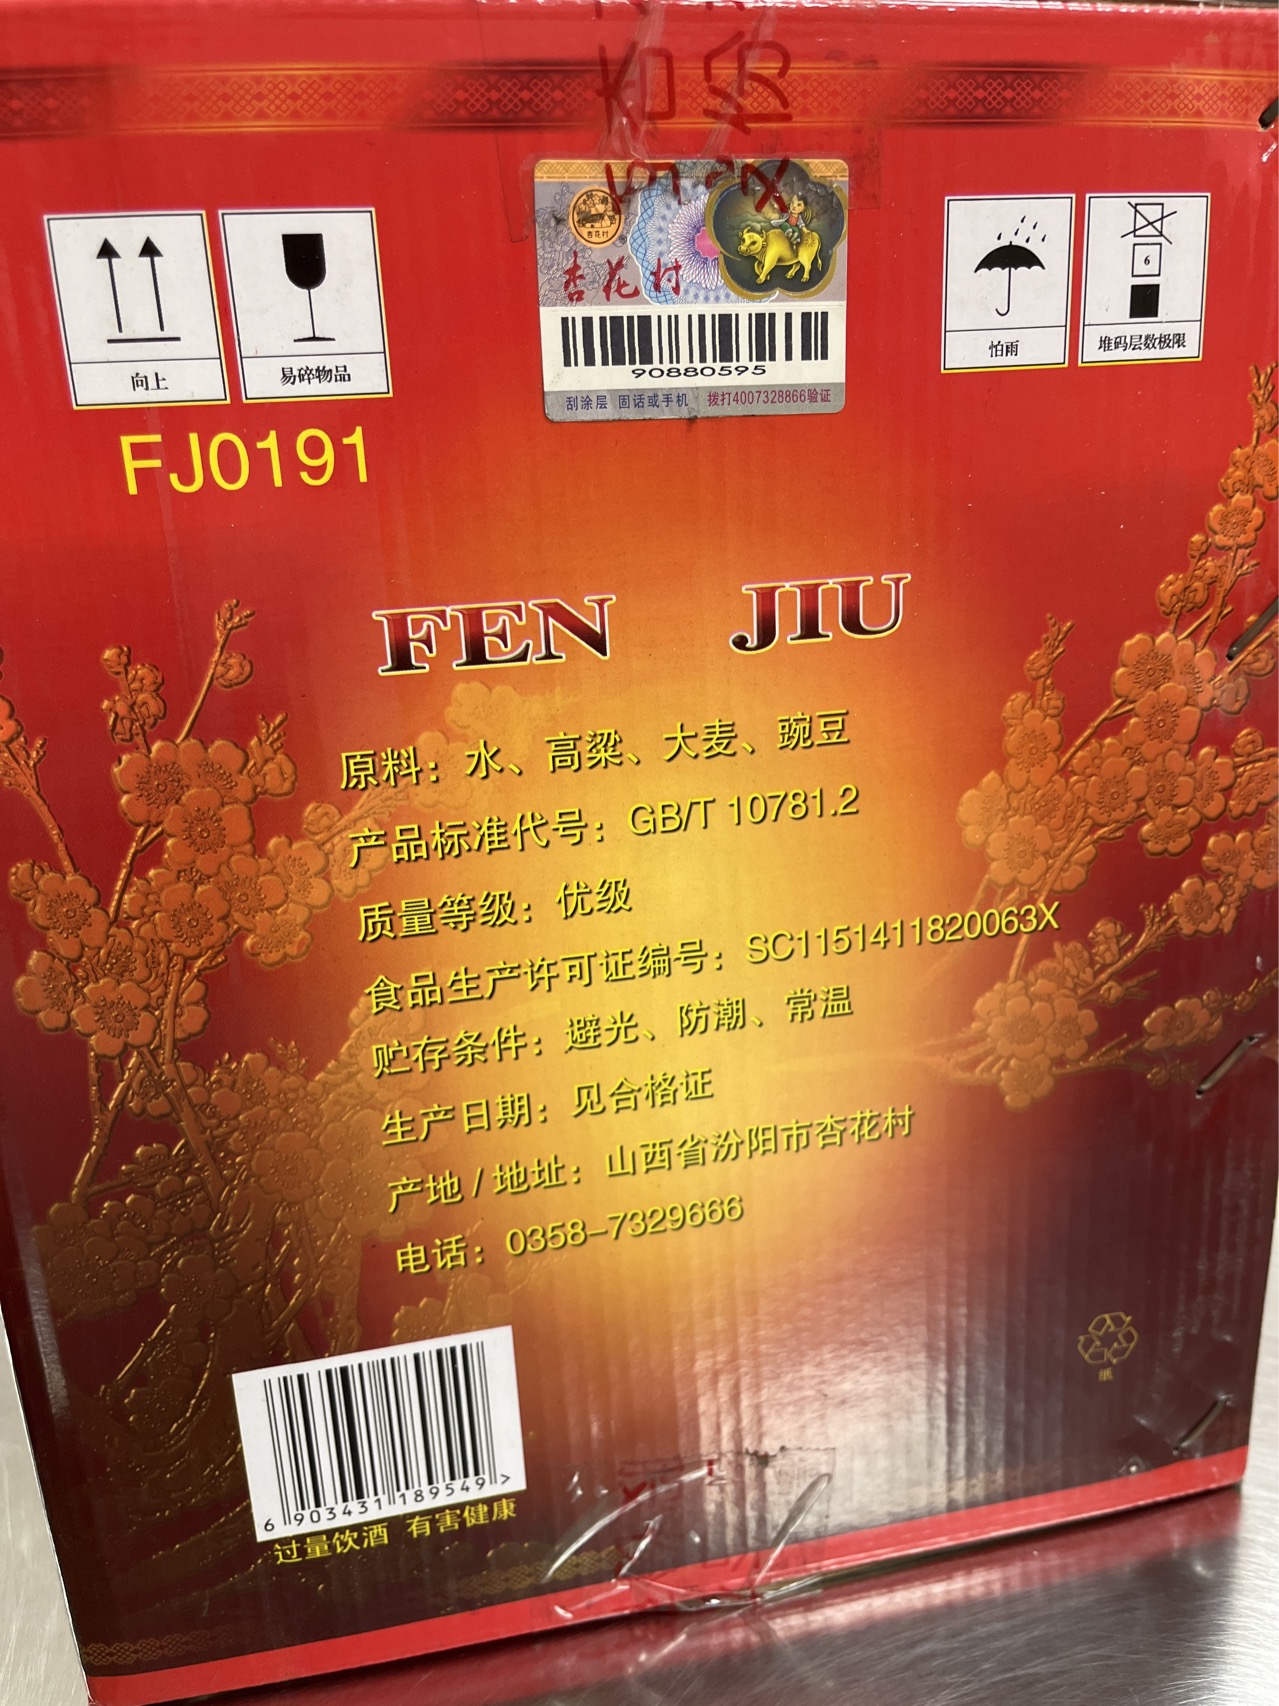 杏花村
杏花村
90880595
刮涂层 固话或手机 拨打4007328866验证
向上
易碎物品
怕雨
6
堆码层数极限
FJ0191
FEN JIU
原料：水、高粱、大麦、豌豆
产品标准代号：GB/T 10781.2
质量等级：优级
食品生产许可证编号：SC1151411820063X
贮存条件：避光、防潮、常温
生产日期：见合格证
产地/地址：山西省汾阳市杏花村
电话：0358-7329666
6 903431 189549 >
过量饮酒 有害健康
纸